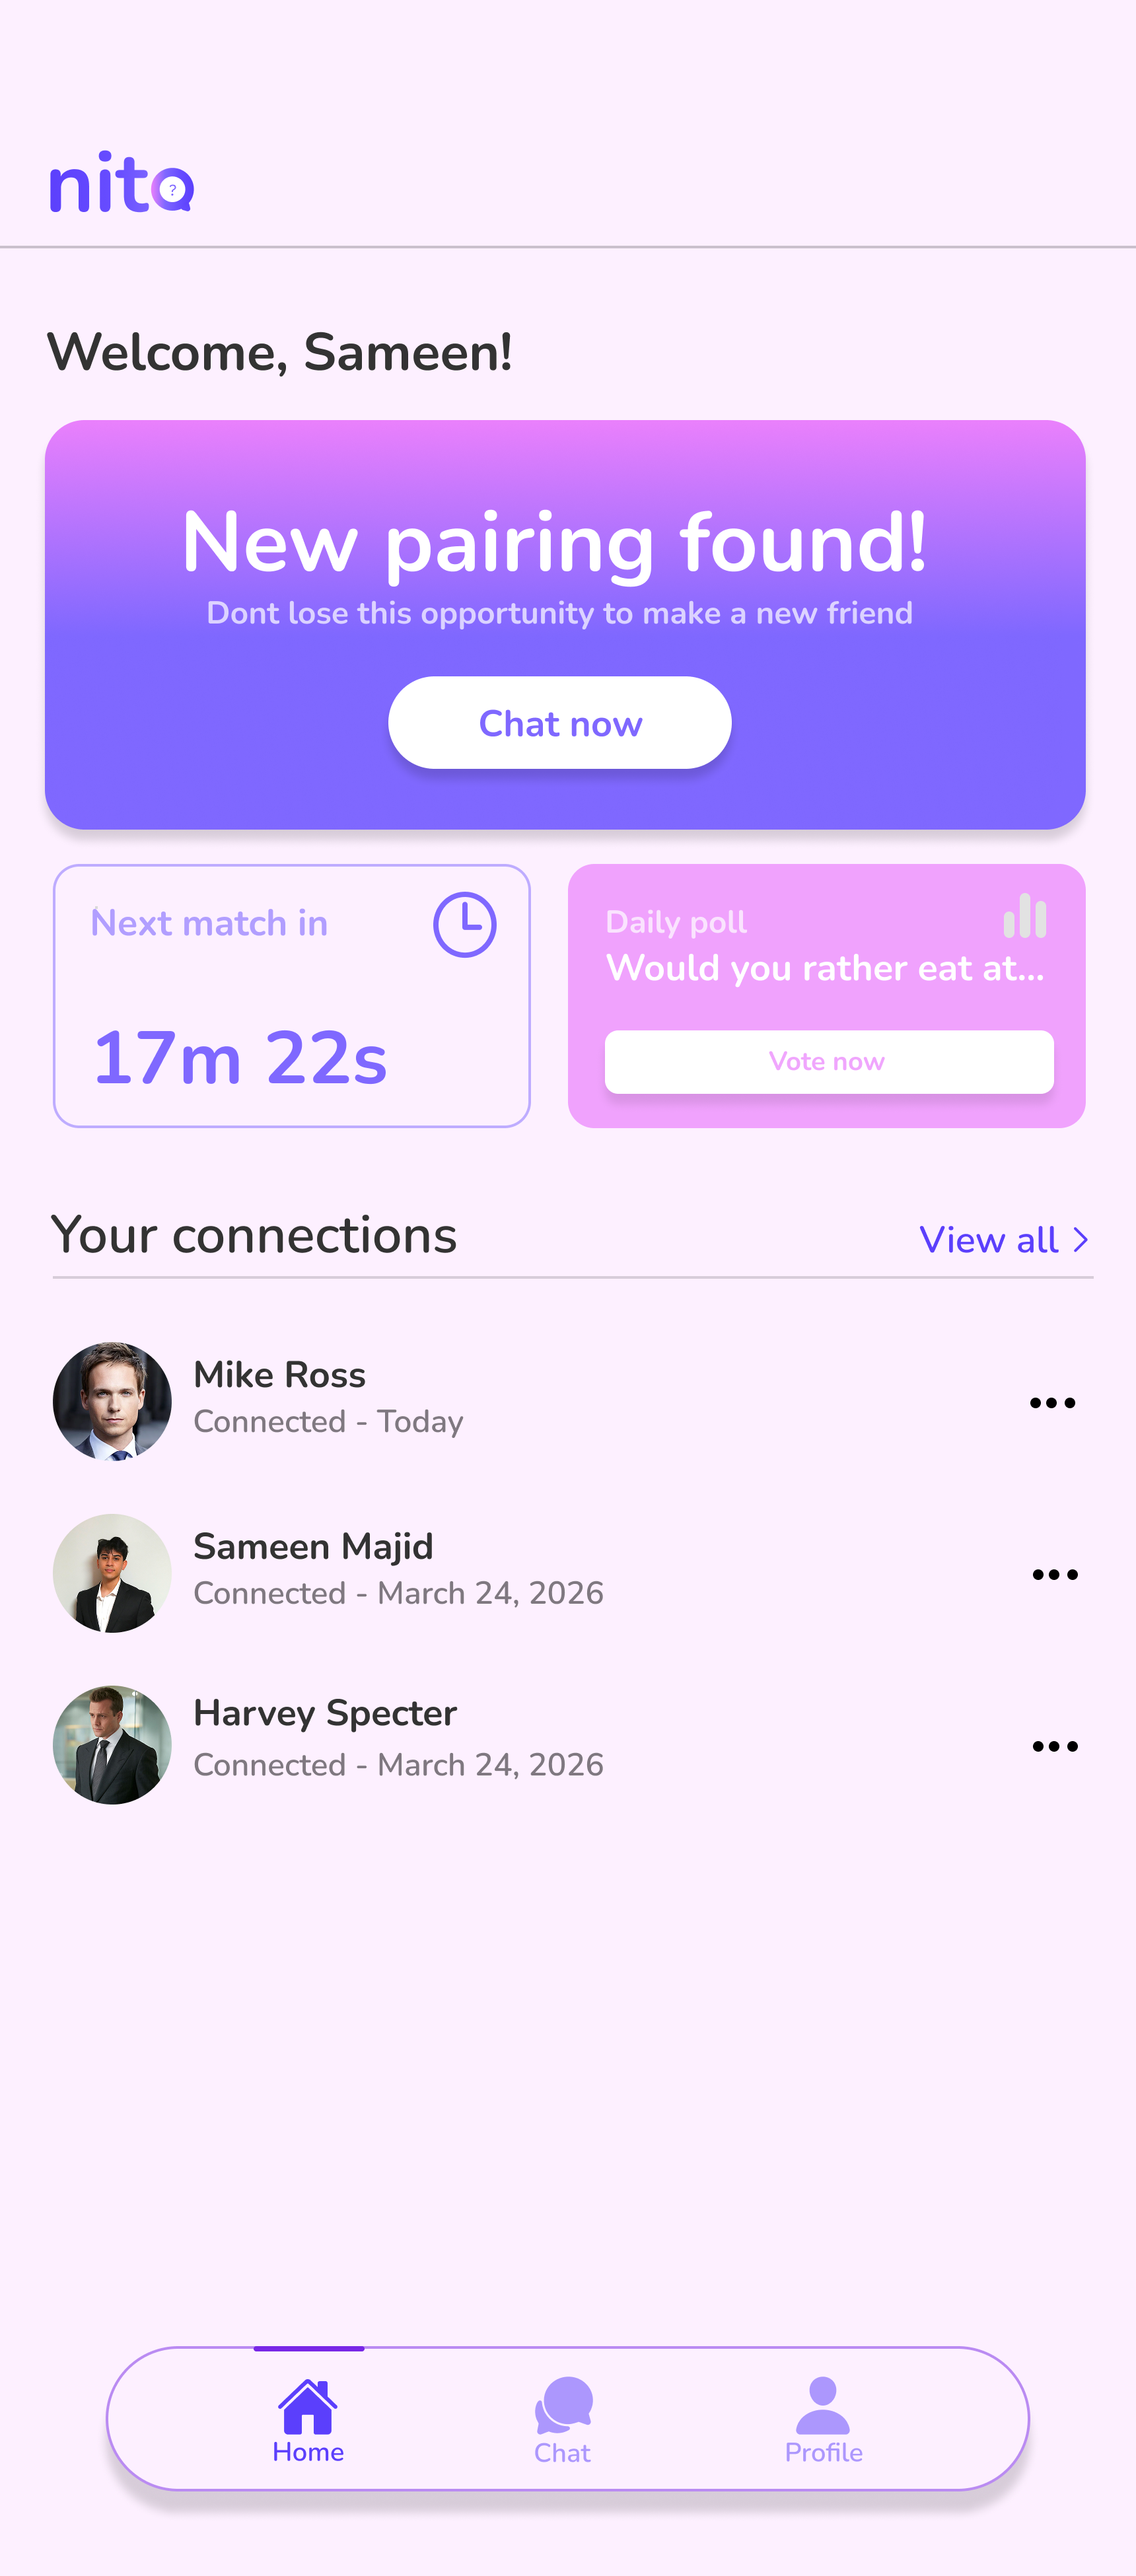 nito
?
Welcome, Sameen!
New pairing found!
Dont lose this opportunity to make a new friend
Chat now
Next match in
17m 22s
Daily poll
Would you rather eat at...
Vote now
Your connections
View all
Mike Ross
Connected - Today
Sameen Majid
Connected - March 24, 2026
Harvey Specter
Connected - March 24, 2026
Home
Chat
Profile